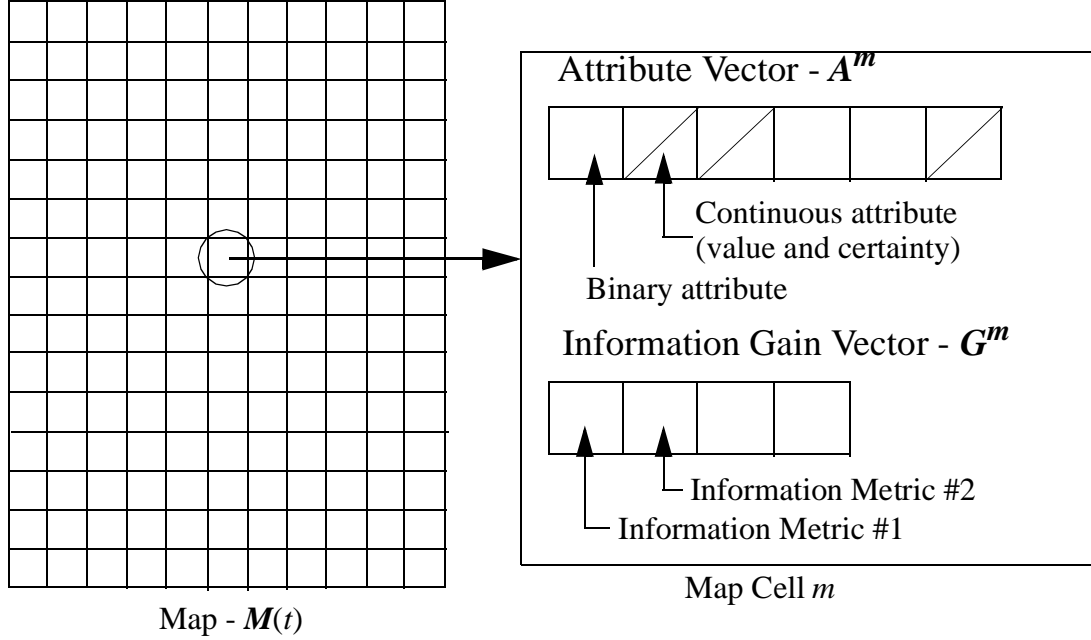 Attribute Vector - A^m
Continuous attribute
(value and certainty)
Binary attribute
Information Gain Vector - G^m
Information Metric #2
Information Metric #1
Map Cell m
Map - M(t)